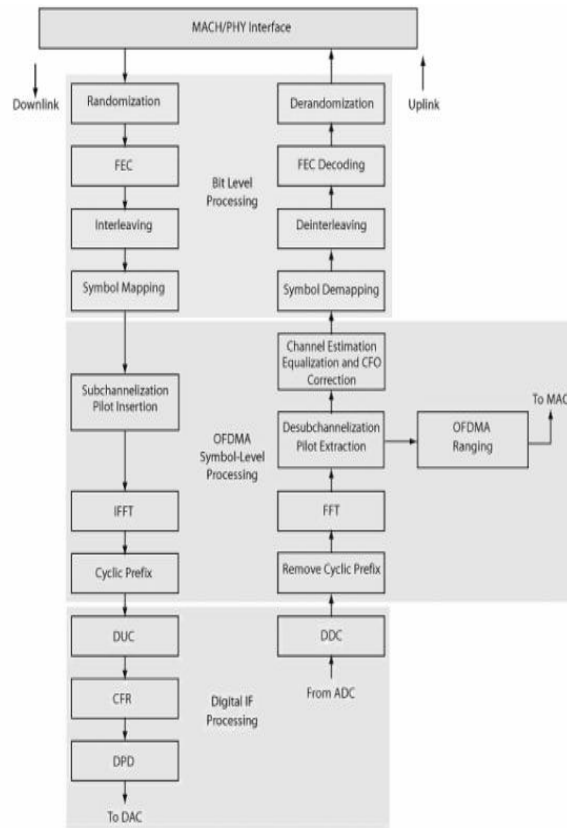 MACH/PHY Interface
Downlink
Uplink
Randomization
Derandomization
FEC
FEC Decoding
Bit Level
Processing
Interleaving
Deinterleaving
Symbol Mapping
Symbol Demapping
Channel Estimation
Equalization and CFO
Correction
Subchannelization
Pilot Insertion
To MAC
Desubchannelization
Pilot Extraction
OFDMA
Ranging
OFDMA
Symbol-Level
Processing
IFFT
FFT
Cyclic Prefix
Remove Cyclic Prefix
DUC
DDC
CFR
From ADC
Digital IF
Processing
DPD
To DAC